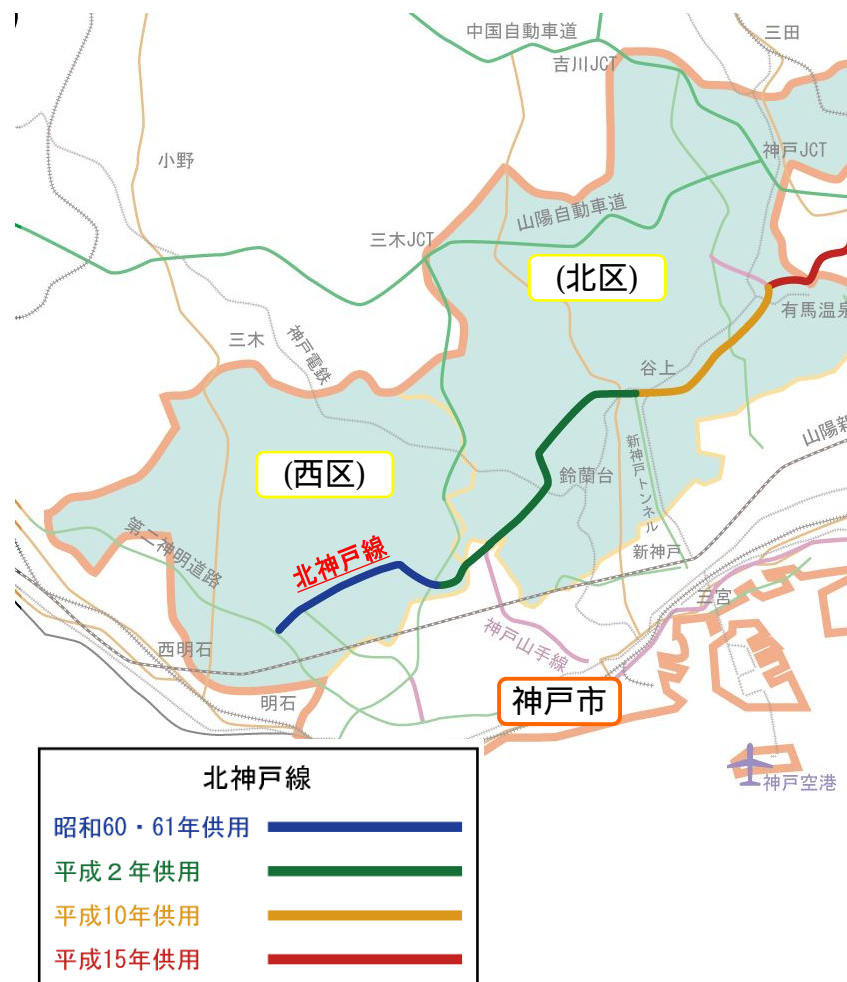 中国自動車道
三田
吉川JCT
神戸JCT
小野
山陽自動車道
三木JCT
(北区)
有馬温泉
三木
神戸電鉄
谷上
山陽新
(西区)
鈴蘭台
新神戸トンネル
第二神明道路
北神戸線
新神戸
三宮
西明石
神戸山手線
明石
神戸市
神戸空港
北神戸線
昭和60・61年供用
平成２年供用
平成10年供用
平成15年供用